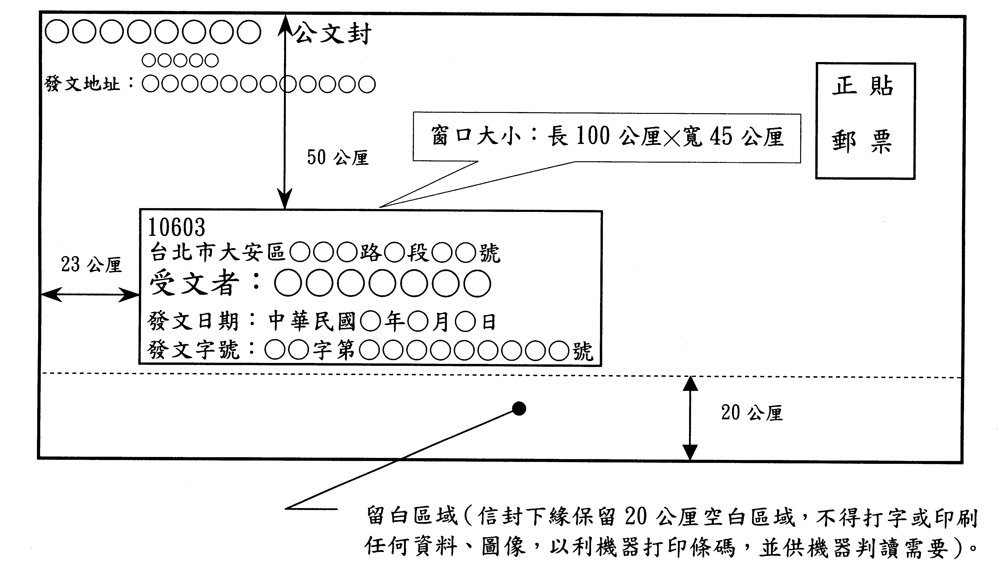 ○○○○○○○○ 公文封
○○○○○
發文地址：○○○○○○○○○○○○
正貼
郵票
窗口大小：長 100 公厘×寬 45 公厘
50 公厘
10603
台北市大安區○○○路○段○○號
受文者：○○○○○○○
23 公厘
發文日期：中華民國○年○月○日
發文字號：○○字第○○○○○○○○○號
20 公厘
留白區域（信封下緣保留 20 公厘空白區域，不得打字或印刷
任何資料、圖像，以利機器打印條碼，並供機器判讀需要）。